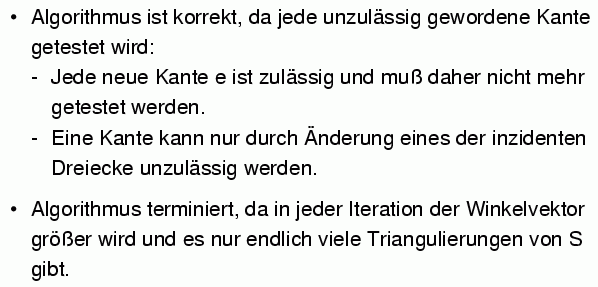 • Algorithmus ist korrekt, da jede unzulässig gewordene Kante
getestet wird:
- Jede neue Kante e ist zulässig und muß daher nicht mehr
getestet werden.
- Eine Kante kann nur durch Änderung eines der inzidenten
Dreiecke unzulässig werden.
• Algorithmus terminiert, da in jeder Iteration der Winkelvektor
größer wird und es nur endlich viele Triangulierungen von S
gibt.